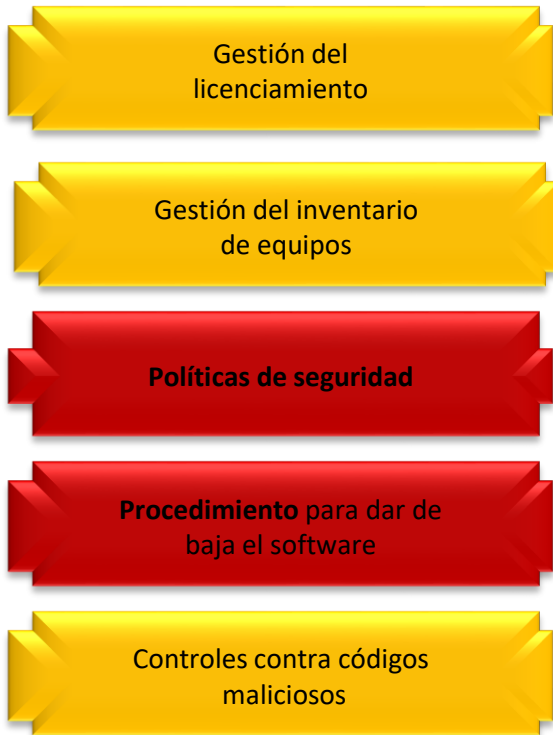 Gestión del
licenciamiento
Gestión del inventario
de equipos
Políticas de seguridad
Procedimiento para dar de
baja el software
Controles contra códigos
maliciosos